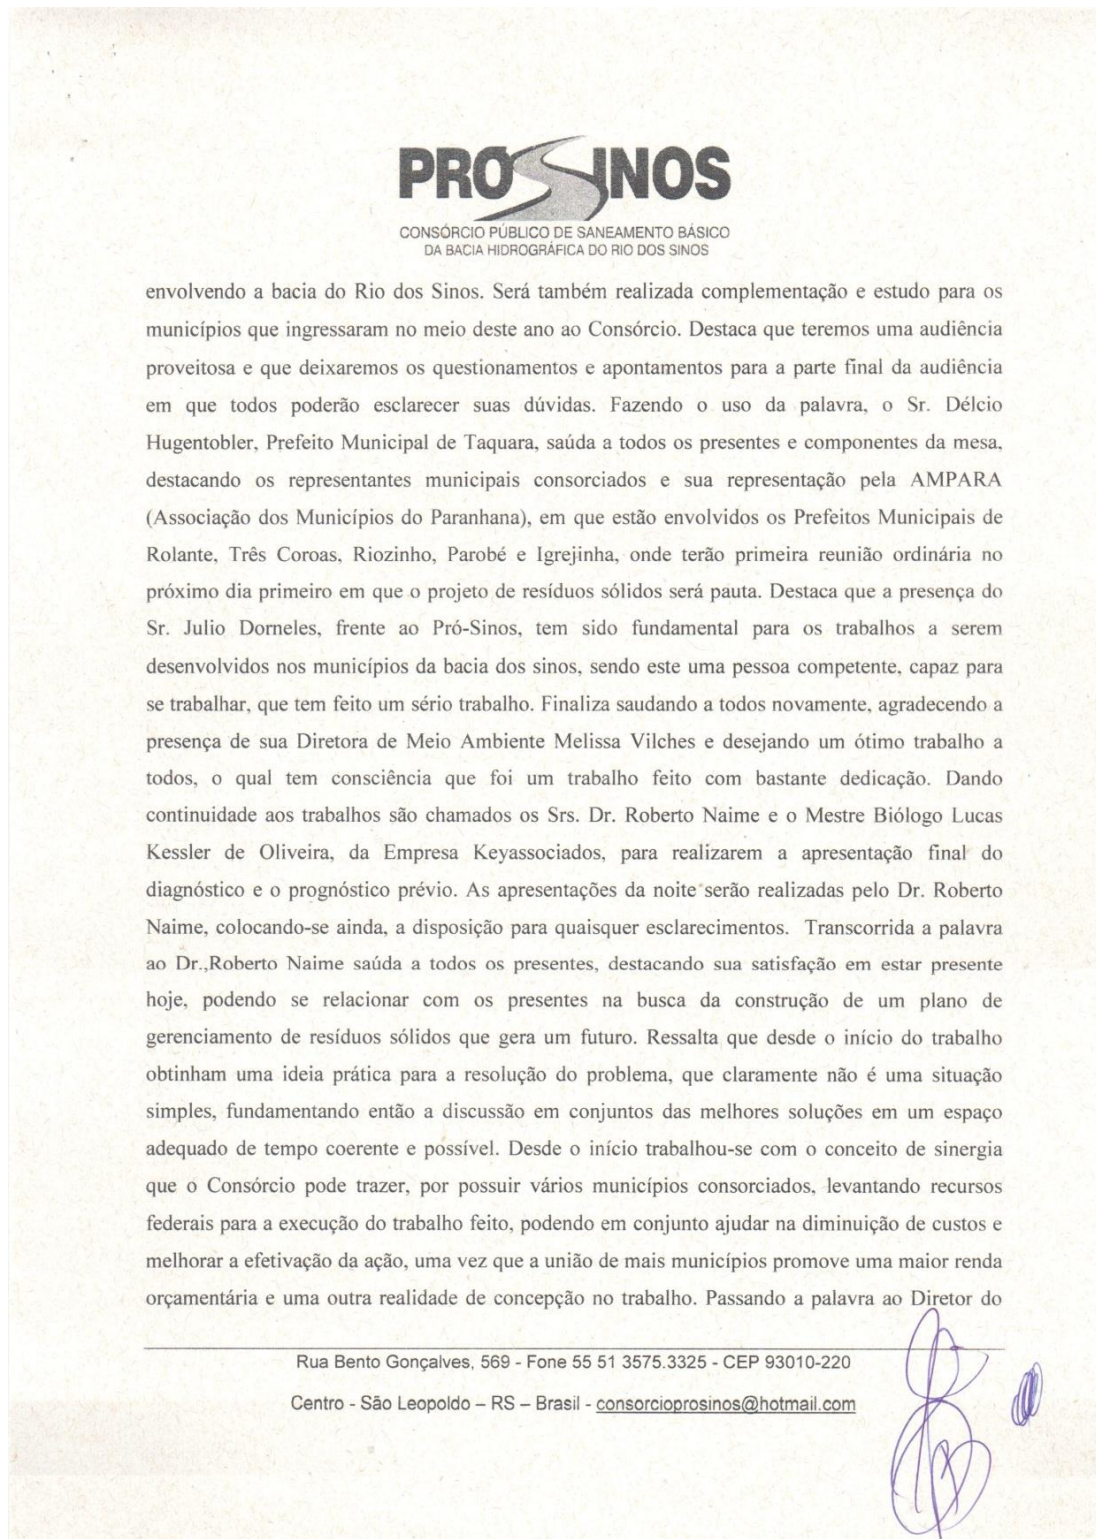 PRÓSINOS
CONSÓRCIO PÚBLICO DE SANEAMENTO BÁSICO
DA BACIA HIDROGRÁFICA DO RIO DOS SINOS
envolvendo a bacia do Rio dos Sinos. Será também realizada complementação e estudo para os
municípios que ingressaram no meio deste ano ao Consórcio. Destaca que teremos uma audiência
proveitosa e que deixaremos os questionamentos e apontamentos para a parte final da audiência
em que todos poderão esclarecer suas dúvidas. Fazendo o uso da palavra, o Sr. Délcio
Hugentobler, Prefeito Municipal de Taquara, saúda a todos os presentes e componentes da mesa,
destacando os representantes municipais consorciados e sua representação pela AMPARA
(Associação dos Municípios do Paranhana), em que estão envolvidos os Prefeitos Municipais de
Rolante, Três Coroas, Riozinho, Parobé e Igrejinha, onde terão primeira reunião ordinária no
próximo dia primeiro em que o projeto de resíduos sólidos será pauta. Destaca que a presença do
Sr. Julio Dorneles, frente ao Pró-Sinos, tem sido fundamental para os trabalhos a serem
desenvolvidos nos municípios da bacia dos sinos, sendo este uma pessoa competente, capaz para
se trabalhar, que tem feito um sério trabalho. Finaliza saudando a todos novamente, agradecendo a
presença de sua Diretora de Meio Ambiente Melissa Vilches e desejando um ótimo trabalho a
todos, o qual tem consciência que foi um trabalho feito com bastante dedicação. Dando
continuidade aos trabalhos são chamados os Srs. Dr. Roberto Naime e o Mestre Biólogo Lucas
Kessler de Oliveira, da Empresa Keyassociados, para realizarem a apresentação final do
diagnóstico e o prognóstico prévio. As apresentações da noite serão realizadas pelo Dr. Roberto
Naime, colocando-se ainda, a disposição para quaisquer esclarecimentos. Transcorrida a palavra
ao Dr.,Roberto Naime saúda a todos os presentes, destacando sua satisfação em estar presente
hoje, podendo se relacionar com os presentes na busca da construção de um plano de
gerenciamento de resíduos sólidos que gera um futuro. Ressalta que desde o início do trabalho
obtinham uma ideia prática para a resolução do problema, que claramente não é uma situação
simples, fundamentando então a discussão em conjuntos das melhores soluções em um espaço
adequado de tempo coerente e possível. Desde o início trabalhou-se com o conceito de sinergia
que o Consórcio pode trazer, por possuir vários municípios consorciados, levantando recursos
federais para a execução do trabalho feito, podendo em conjunto ajudar na diminuição de custos e
melhorar a efetivação da ação, uma vez que a união de mais municípios promove uma maior renda
orçamentária e uma outra realidade de concepção no trabalho. Passando a palavra ao Diretor do
Rua Bento Gonçalves, 569 - Fone 55 51 3575.3325 - CEP 93010-220
Centro - São Leopoldo – RS – Brasil - consorcioprosinos@hotmail.com